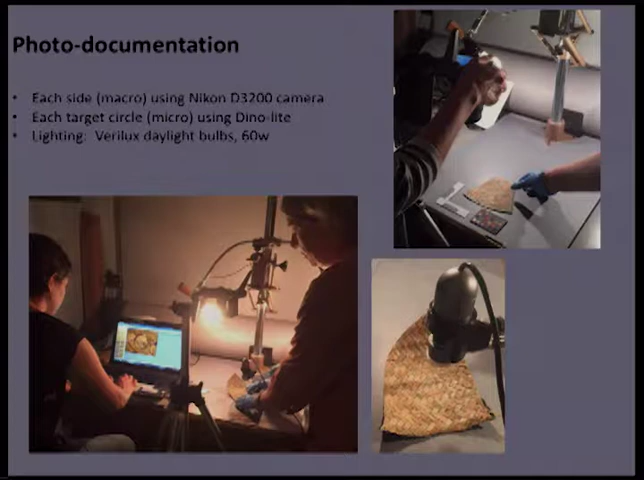 Photo-documentation
• Each side (macro) using Nikon D3200 camera
• Each target circle (micro) using Dino-lite
• Lighting: Verilux daylight bulbs, 60w